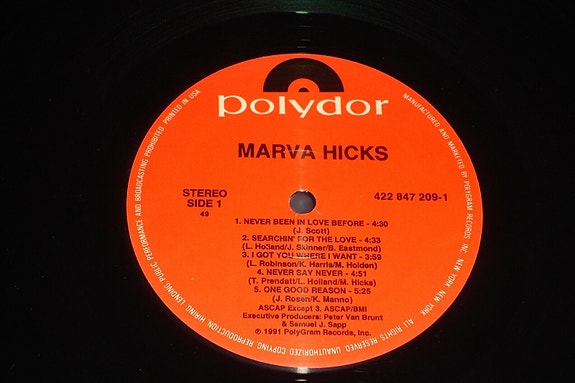 polydor
MARVA HICKS
STEREO
SIDE 1
49
422 847 209-1
1. NEVER BEEN IN LOVE BEFORE - 4:30
(J. Scott)
2. SEARCHIN' FOR THE LOVE - 4:33
(L. Holland/J. Skinner/B. Eastmond)
3. I GOT YOU WHERE I WANT - 3:59
(L. Robinson/K. Harris/M. Holden)
4. NEVER SAY NEVER - 4:51
(T. Prendatt/L. Holland/M. Hicks)
5. ONE GOOD REASON - 5:25
(J. Rosen/K. Manno)
ASCAP Except 3. ASCAP/BMI
Executive Producers: Peter Van Brunt
& Samuel J. Sapp
℗ 1991 PolyGram Records, Inc.
MANUFACTURED AND MARKETED BY POLYGRAM RECORDS, INC. NEW YORK, NEW YORK
ALL RIGHTS RESERVED. UNAUTHORIZED COPYING, REPRODUCTION, HIRING, LENDING, PUBLIC PERFORMANCE AND BROADCASTING PROHIBITED. PRINTED IN USA